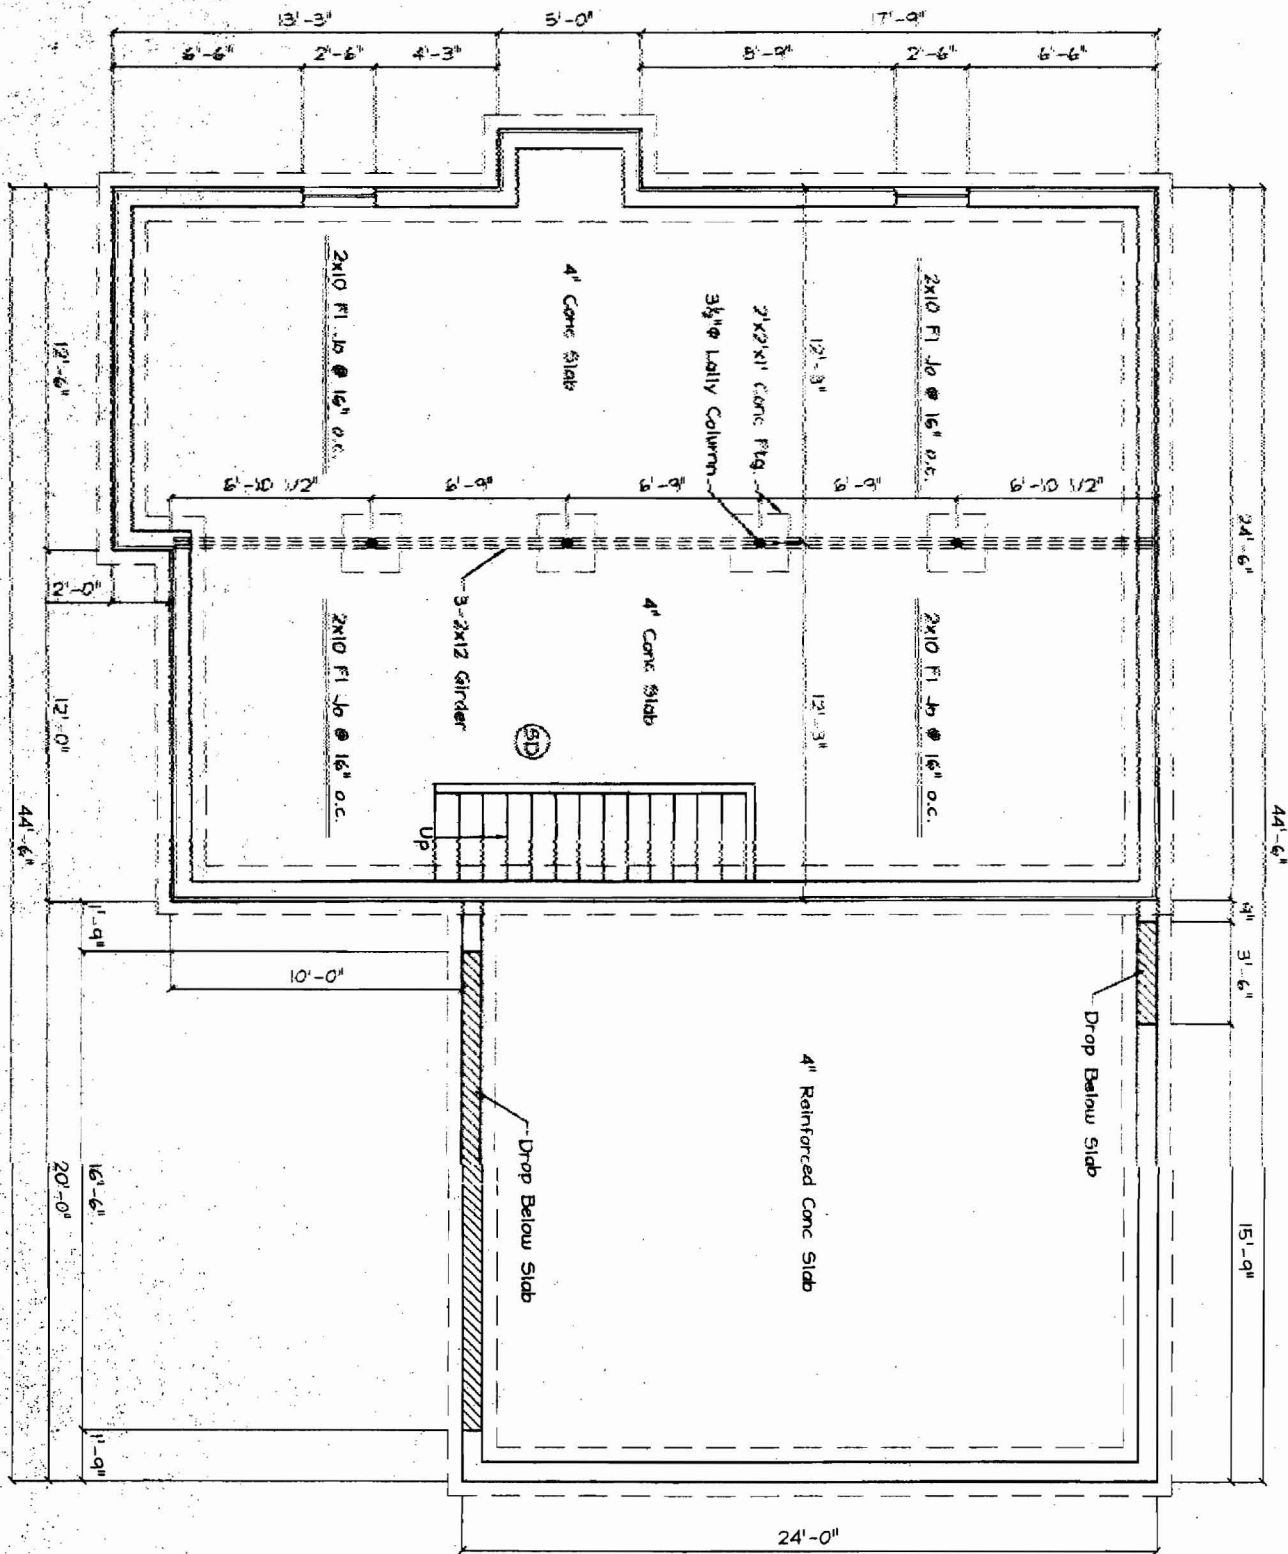 13'-3"
5'-0"
17'-9"
6'-6"
2'-6"
4'-3"
8'-9"
2'-6"
6'-6"
2x10 Fl Jo @ 16" o.c.
4" Conc Slab
3½"φ Lally Column
2'x2'x1' Conc Ftg.
12'-3"
2x10 Fl Jo @ 16" o.c.
12'-6"
24'-6"
6'-10 1/2"
6'-9"
6'-9"
6'-9"
6'-10 1/2"
2'-0"
2x10 Fl Jo @ 16" o.c.
3-2x12 Girder
4" Conc Slab
12'-3"
2x10 Fl Jo @ 16" o.c.
SD
12'-0"
Up
44'-6"
44'-6"
1'-9"
9"
3'-6"
10'-0"
Drop Below Slab
4" Reinforced Conc Slab
Drop Below Slab
16'-6"
20'-0"
15'-9"
1'-9"
24'-0"